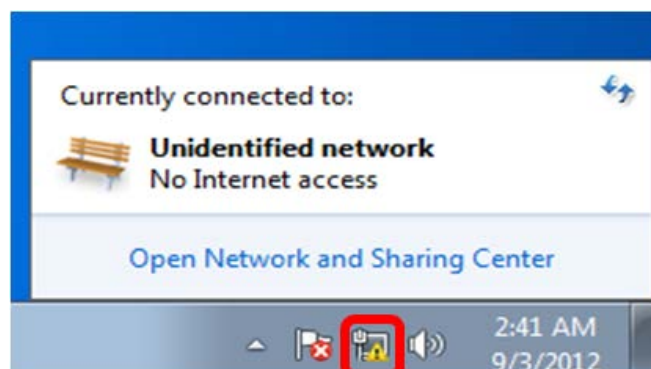 Currently connected to:
Unidentified network
No Internet access
Open Network and Sharing Center
2:41 AM
9/3/2012